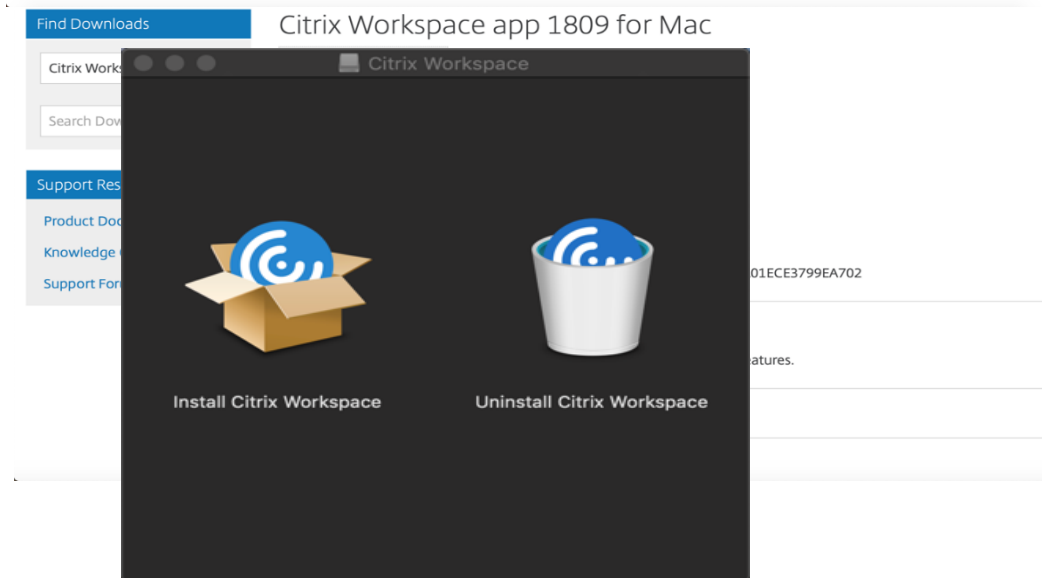 Find Downloads
Citrix Workspace app 1809 for Mac
Citrix Works
Citrix Workspace
Search Dow
Support Res
Product Doc
Knowledge
Support For
01ECE3799EA702
atures.
Install Citrix Workspace
Uninstall Citrix Workspace